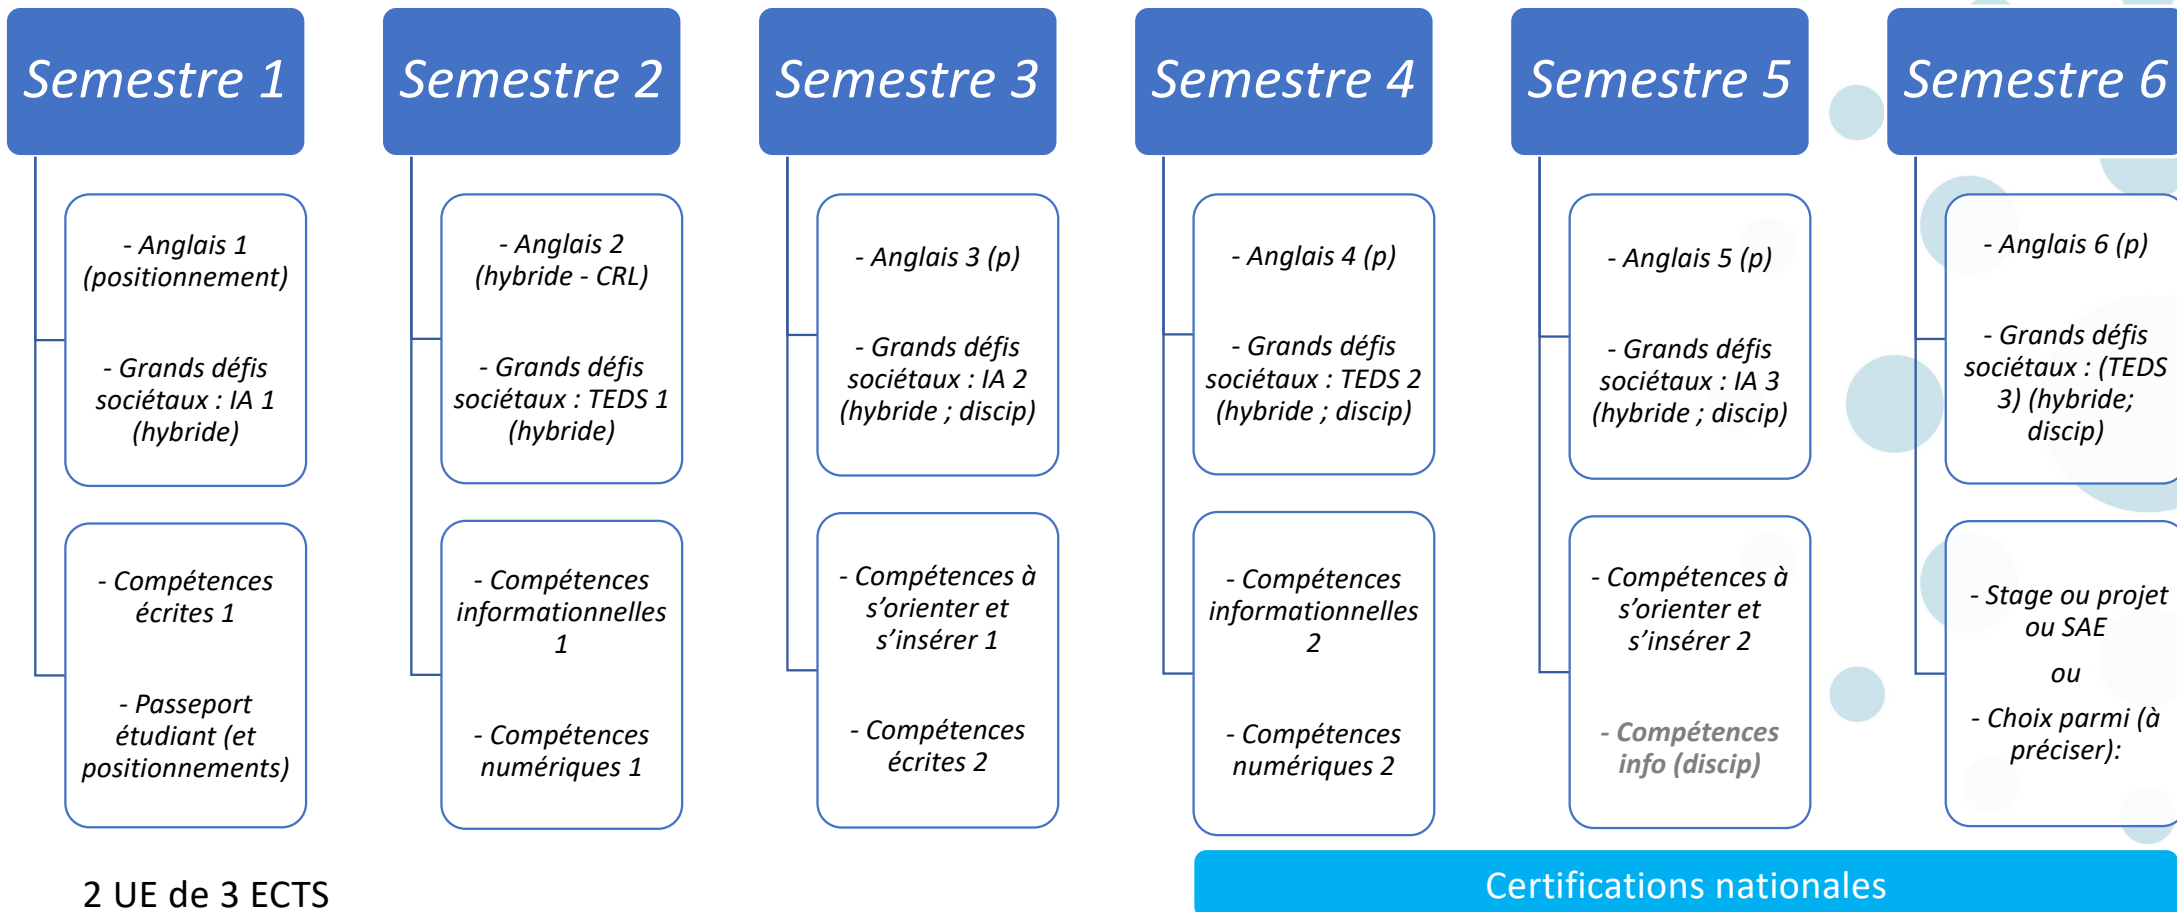 Semestre 1
- Anglais 1
(positionnement)
- Grands défis
sociétaux : IA 1
(hybride)
- Compétences
écrites 1
- Passeport
étudiant (et
positionnements)
Semestre 2
- Anglais 2
(hybride - CRL)
- Grands défis
sociétaux : TEDS 1
(hybride)
- Compétences
informationnelles
1
- Compétences
numériques 1
Semestre 3
- Anglais 3 (p)
- Grands défis
sociétaux : IA 2
(hybride ; discip)
- Compétences à
s’orienter et
s’insérer 1
- Compétences
écrites 2
Semestre 4
- Anglais 4 (p)
- Grands défis
sociétaux : TEDS 2
(hybride ; discip)
- Compétences
informationnelles
2
- Compétences
numériques 2
Semestre 5
- Anglais 5 (p)
- Grands défis
sociétaux : IA 3
(hybride ; discip)
- Compétences à
s’orienter et
s’insérer 2
- Compétences
info (discip)
Semestre 6
- Anglais 6 (p)
- Grands défis
sociétaux : (TEDS
3) (hybride;
discip)
- Stage ou projet
ou SAE
ou
- Choix parmi (à
préciser):
2 UE de 3 ECTS
Certifications nationales